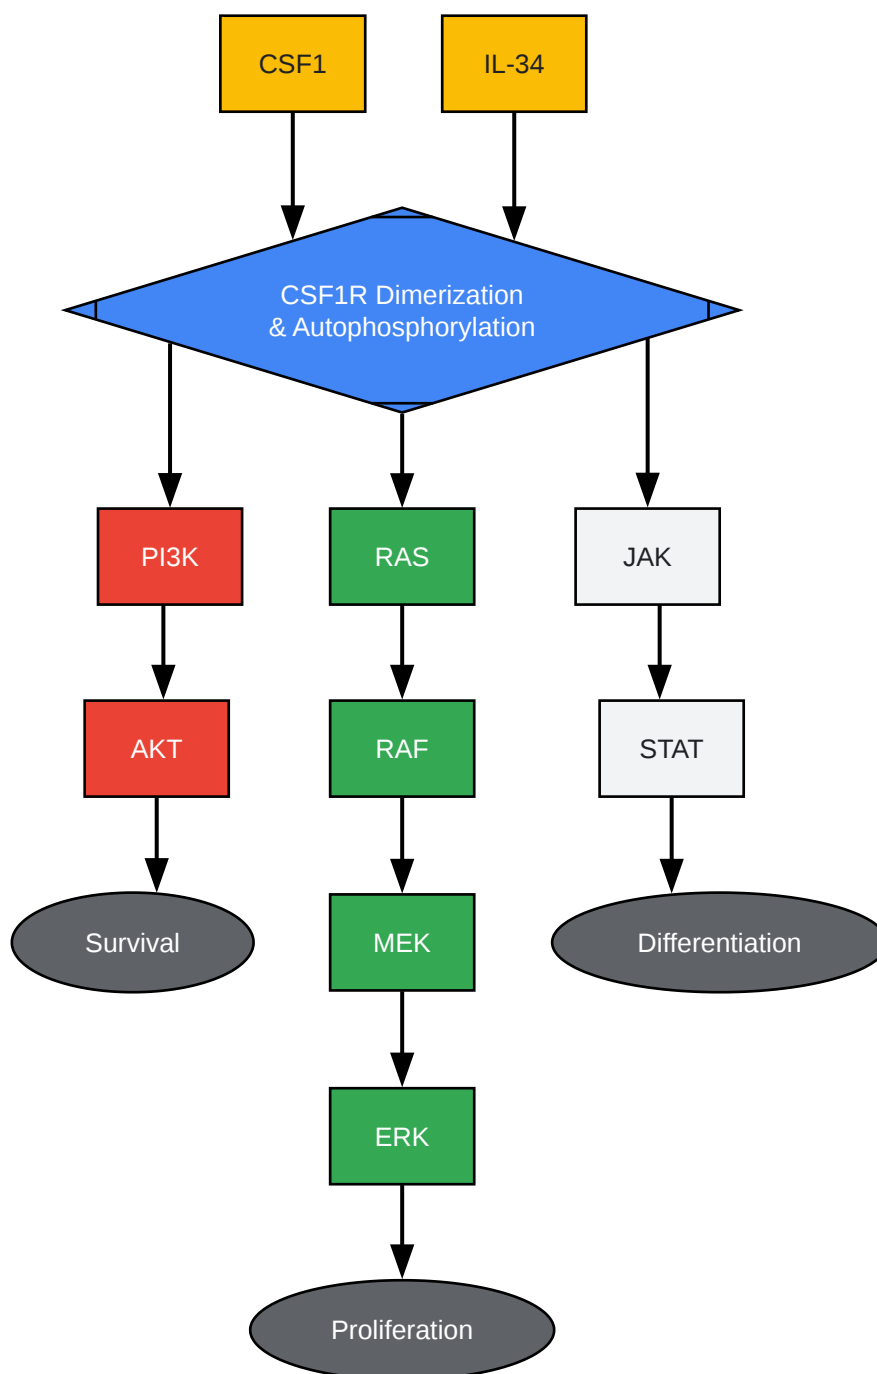 CSF1
IL-34
CSF1R Dimerization
& Autophosphorylation
PI3K
RAS
JAK
AKT
RAF
STAT
Survival
MEK
Differentiation
ERK
Proliferation